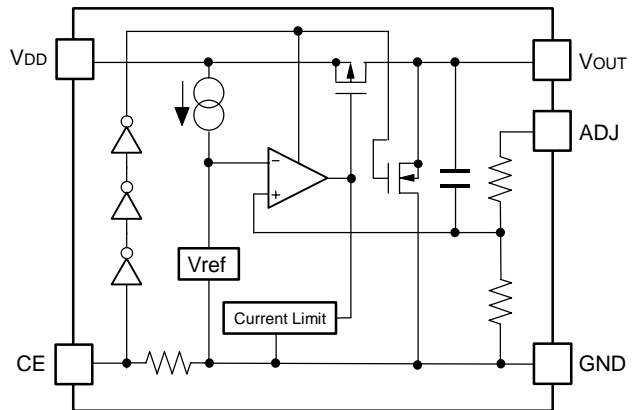 VDD
VOUT
ADJ
−
+
Vref
Current Limit
CE
GND